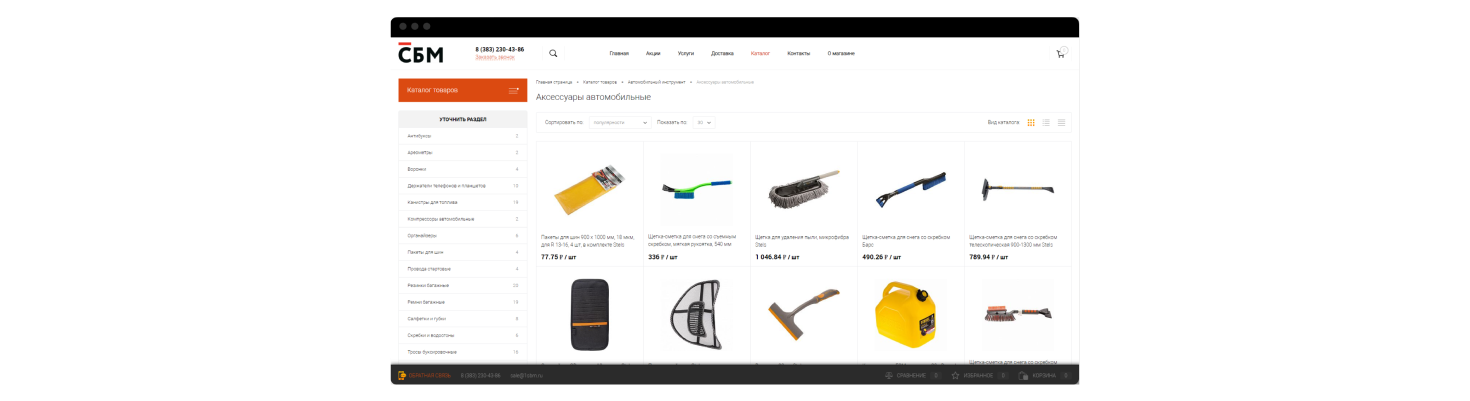 СБМ
8 (383) 230-43-86
Заказать звонок
Главная Акции Услуги Доставка Каталог Контакты О магазине
0
Каталог товаров
Главная страница • Каталог товаров • Автомобильный инструмент • Аксессуары автомобильные
Аксессуары автомобильные
УТОЧНИТЬ РАЗДЕЛ
Сортировать по: популярности Показать по: Вид каталога:
Антибуксы 2
Ареометры 2
Воронки 4
Держатели телефонов и планшетов 13
Канистры для топлива 18
Компрессоры автомобильные 2
Органайзеры 5
Пакеты для шин 4
Провода стартовые 4
Резинки багажные 20
Ремни багажные 19
Салфетки и губки 8
Скребки и водосгоны 6
Тросы буксировочные 16
Пакеты для шин 900 х 1000 мм, 18 мкм,
для R 13-16, 4 шт, в комплекте Stels
77.75 ₽ / шт
Щетка-сметка для снега со съемным
скребком, мягкая рукоятка, 540 мм
336 ₽ / шт
Щетка для удаления пыли, микрофибра
Stels
1 046.84 ₽ / шт
Щетка-сметка для снега со скребком
Барс
490.26 ₽ / шт
Щетка-сметка для снега со скребком
телескопическая 900-1300 мм Stels
789.94 ₽ / шт
Щетка-сметка для снега со скребком
ОБРАТНАЯ СВЯЗЬ 8 (383) 230-43-86 СРАВНЕНИЕ 0 ИЗБРАННОЕ 0 КОРЗИНА 0